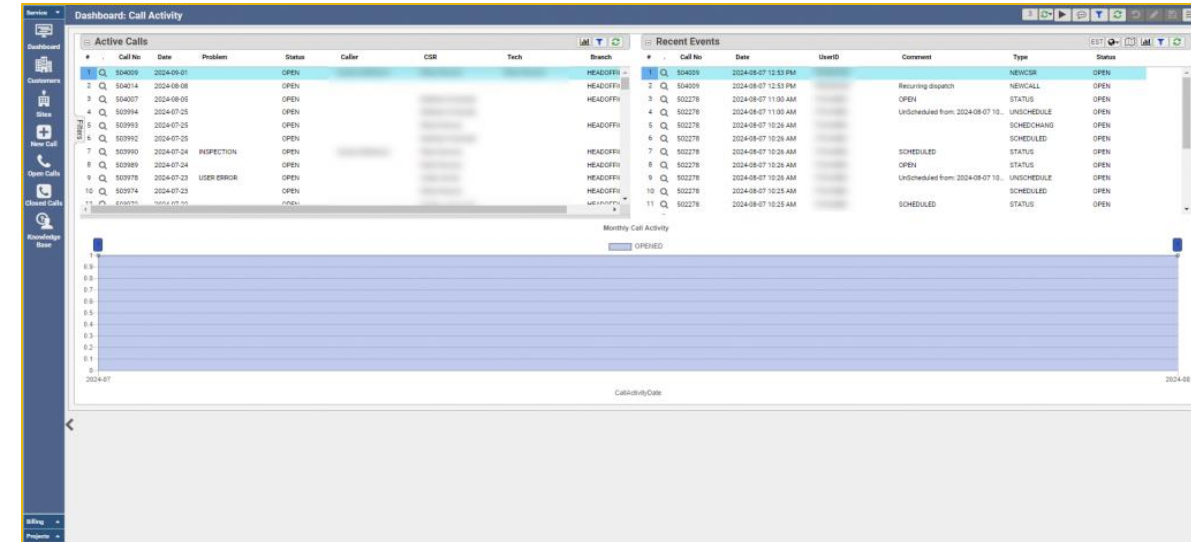 Service
Dashboard: Call Activity
Dashboard
Customers
Sites
New Call
Open Calls
Closed Calls
Knowledge Base
Filters
Active Calls
# . Call No Date Problem Status Caller CSR Tech Branch
1 504009 2024-09-01 OPEN HEADOFFI
2 504014 2024-08-08 OPEN HEADOFFI
3 504007 2024-08-05 OPEN HEADOFFI
4 503994 2024-07-25 OPEN
5 503993 2024-07-25 OPEN HEADOFFI
6 503992 2024-07-25 OPEN
7 503990 2024-07-24 INSPECTION OPEN HEADOFFI
8 503989 2024-07-24 OPEN HEADOFFI
9 503978 2024-07-23 USER ERROR OPEN HEADOFFI
10 503974 2024-07-23 OPEN HEADOFFI
Recent Events
EST
# . Call No Date UserID Comment Type Status
1 504009 2024-08-07 12:53 PM NEWCSR OPEN
2 504009 2024-08-07 12:53 PM Recurring dispatch NEWCALL OPEN
3 502278 2024-08-07 11:00 AM OPEN STATUS OPEN
4 502278 2024-08-07 11:00 AM UnScheduled from: 2024-08-07 10... UNSCHEDULE OPEN
5 502278 2024-08-07 10:26 AM SCHEDCHANG OPEN
6 502278 2024-08-07 10:26 AM SCHEDULED OPEN
7 502278 2024-08-07 10:26 AM SCHEDULED STATUS OPEN
8 502278 2024-08-07 10:26 AM OPEN STATUS OPEN
9 502278 2024-08-07 10:26 AM UnScheduled from: 2024-08-07 10... UNSCHEDULE OPEN
10 502278 2024-08-07 10:25 AM SCHEDULED OPEN
11 502278 2024-08-07 10:25 AM SCHEDULED STATUS OPEN
Monthly Call Activity
OPENED
1
0.9
0.8
0.7
0.6
0.5
0.4
0.3
0.2
0.1
0
2024-07 2024-08
CallActivityDate
Billing
Projects